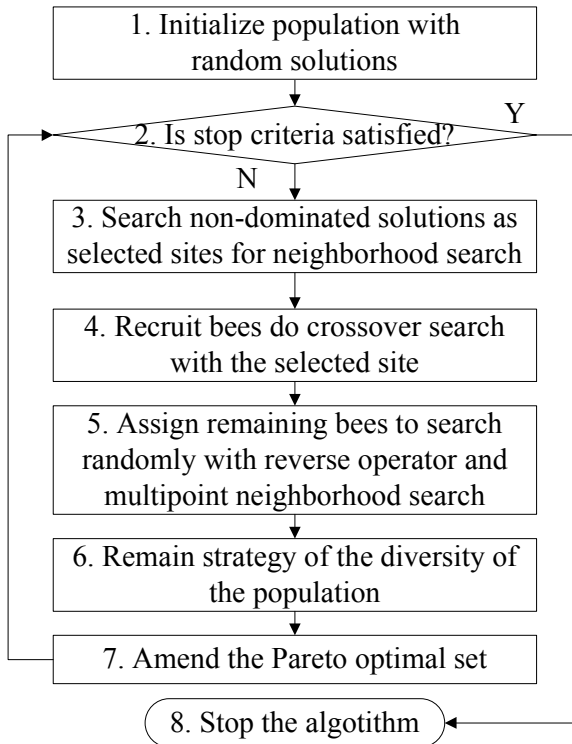 1. Initialize population with
random solutions
2. Is stop criteria satisfied?
Y
N
3. Search non-dominated solutions as
selected sites for neighborhood search
4. Recruit bees do crossover search
with the selected site
5. Assign remaining bees to search
randomly with reverse operator and
multipoint neighborhood search
6. Remain strategy of the diversity of
the population
7. Amend the Pareto optimal set
8. Stop the algotithm